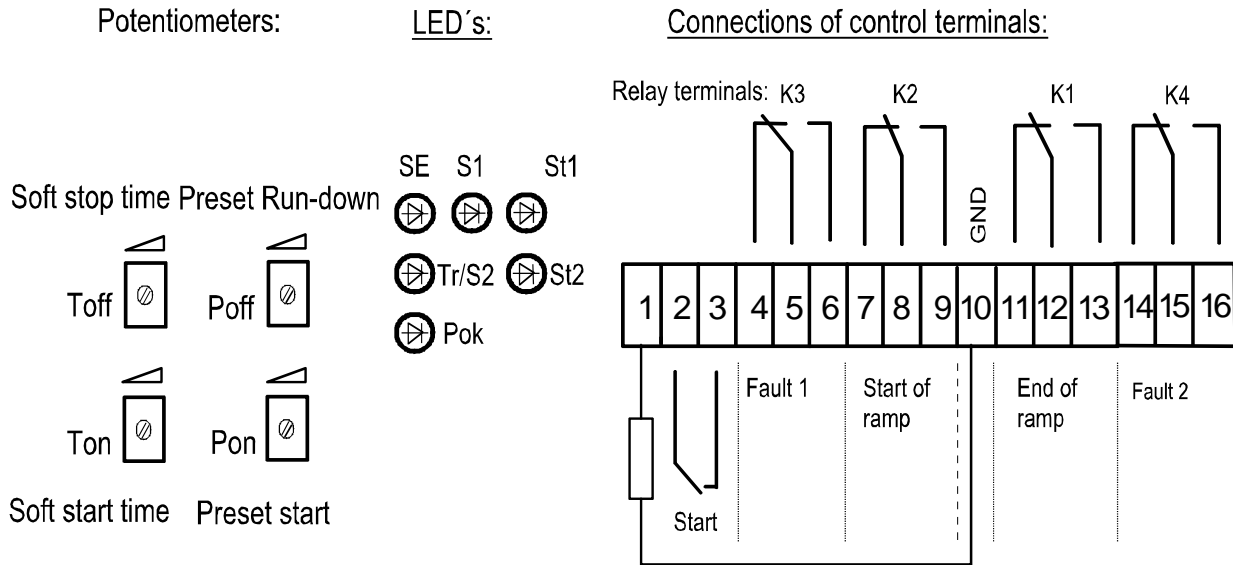 Potentiometers:
LED´s:
Connections of control terminals:
Relay terminals: K3 K2 K1 K4
SE S1 St1
Soft stop time Preset Run-down
GND
Tr/S2 St2
Toff Poff
1 2 3 4 5 6 7 8 9 10 11 12 13 14 15 16
Pok
Fault 1
Start of
ramp
End of
ramp
Fault 2
Ton Pon
Soft start time Preset start
Start